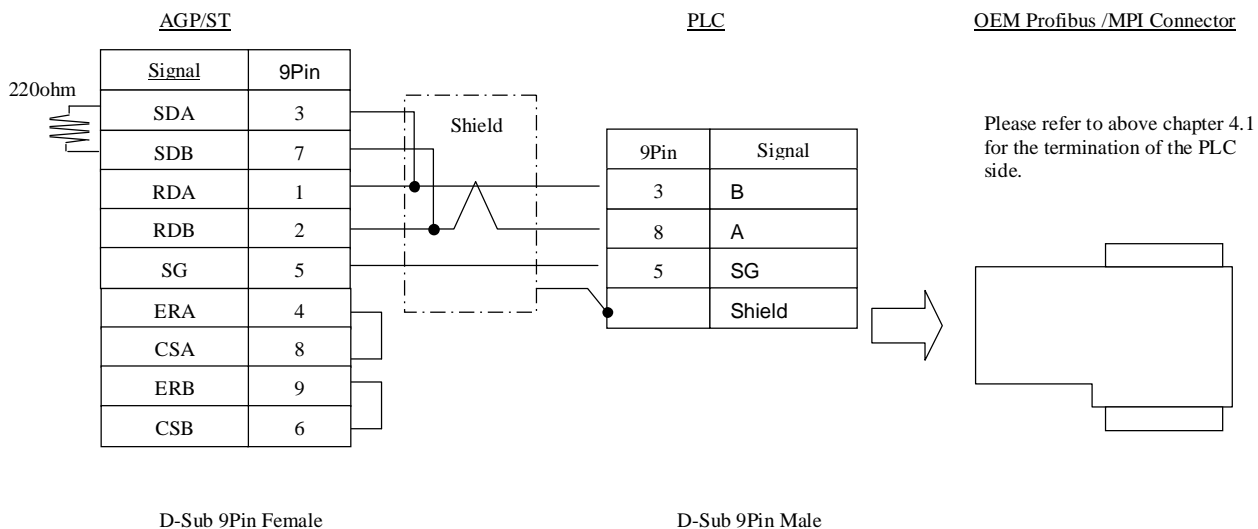 AGP/ST
PLC
OEM Profibus /MPI Connector
220ohm
Signal 9Pin
SDA 3
SDB 7
RDA 1
RDB 2
SG 5
ERA 4
CSA 8
ERB 9
CSB 6
Shield
9Pin Signal
3 B
8 A
5 SG
Shield
Please refer to above chapter 4.1
for the termination of the PLC
side.
D-Sub 9Pin Female
D-Sub 9Pin Male